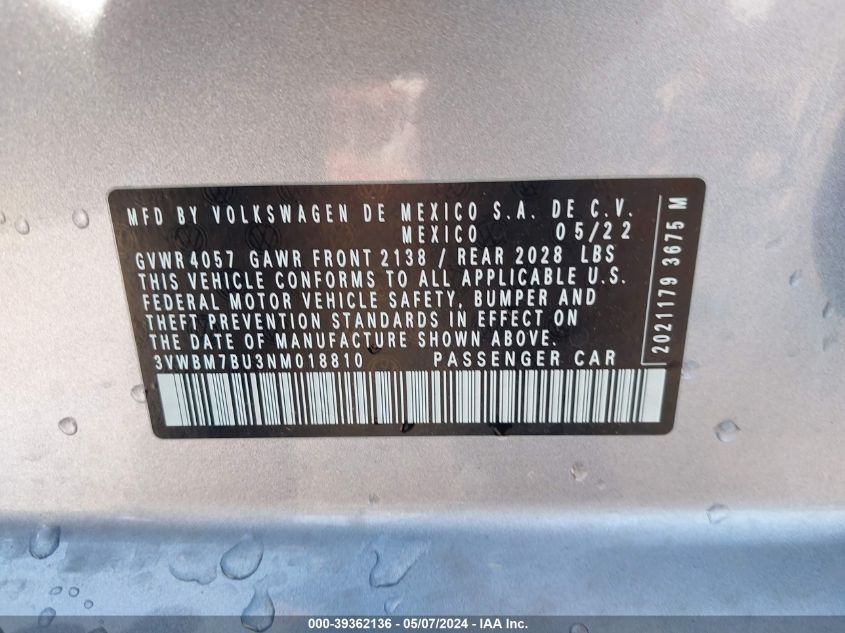 MFD BY VOLKSWAGEN DE MEXICO S.A. DE C.V.
MEXICO 05/22
GVWR4057 GAWR FRONT 2138 / REAR 2028 LBS
THIS VEHICLE CONFORMS TO ALL APPLICABLE U.S.
FEDERAL MOTOR VEHICLE SAFETY, BUMPER AND
THEFT PREVENTION STANDARDS IN EFFECT ON
THE DATE OF MANUFACTURE SHOWN ABOVE.
3VWBM7BU3NM018810 PASSENGER CAR
2021179 3675 M
000-39362136 - 05/07/2024 - IAA Inc.